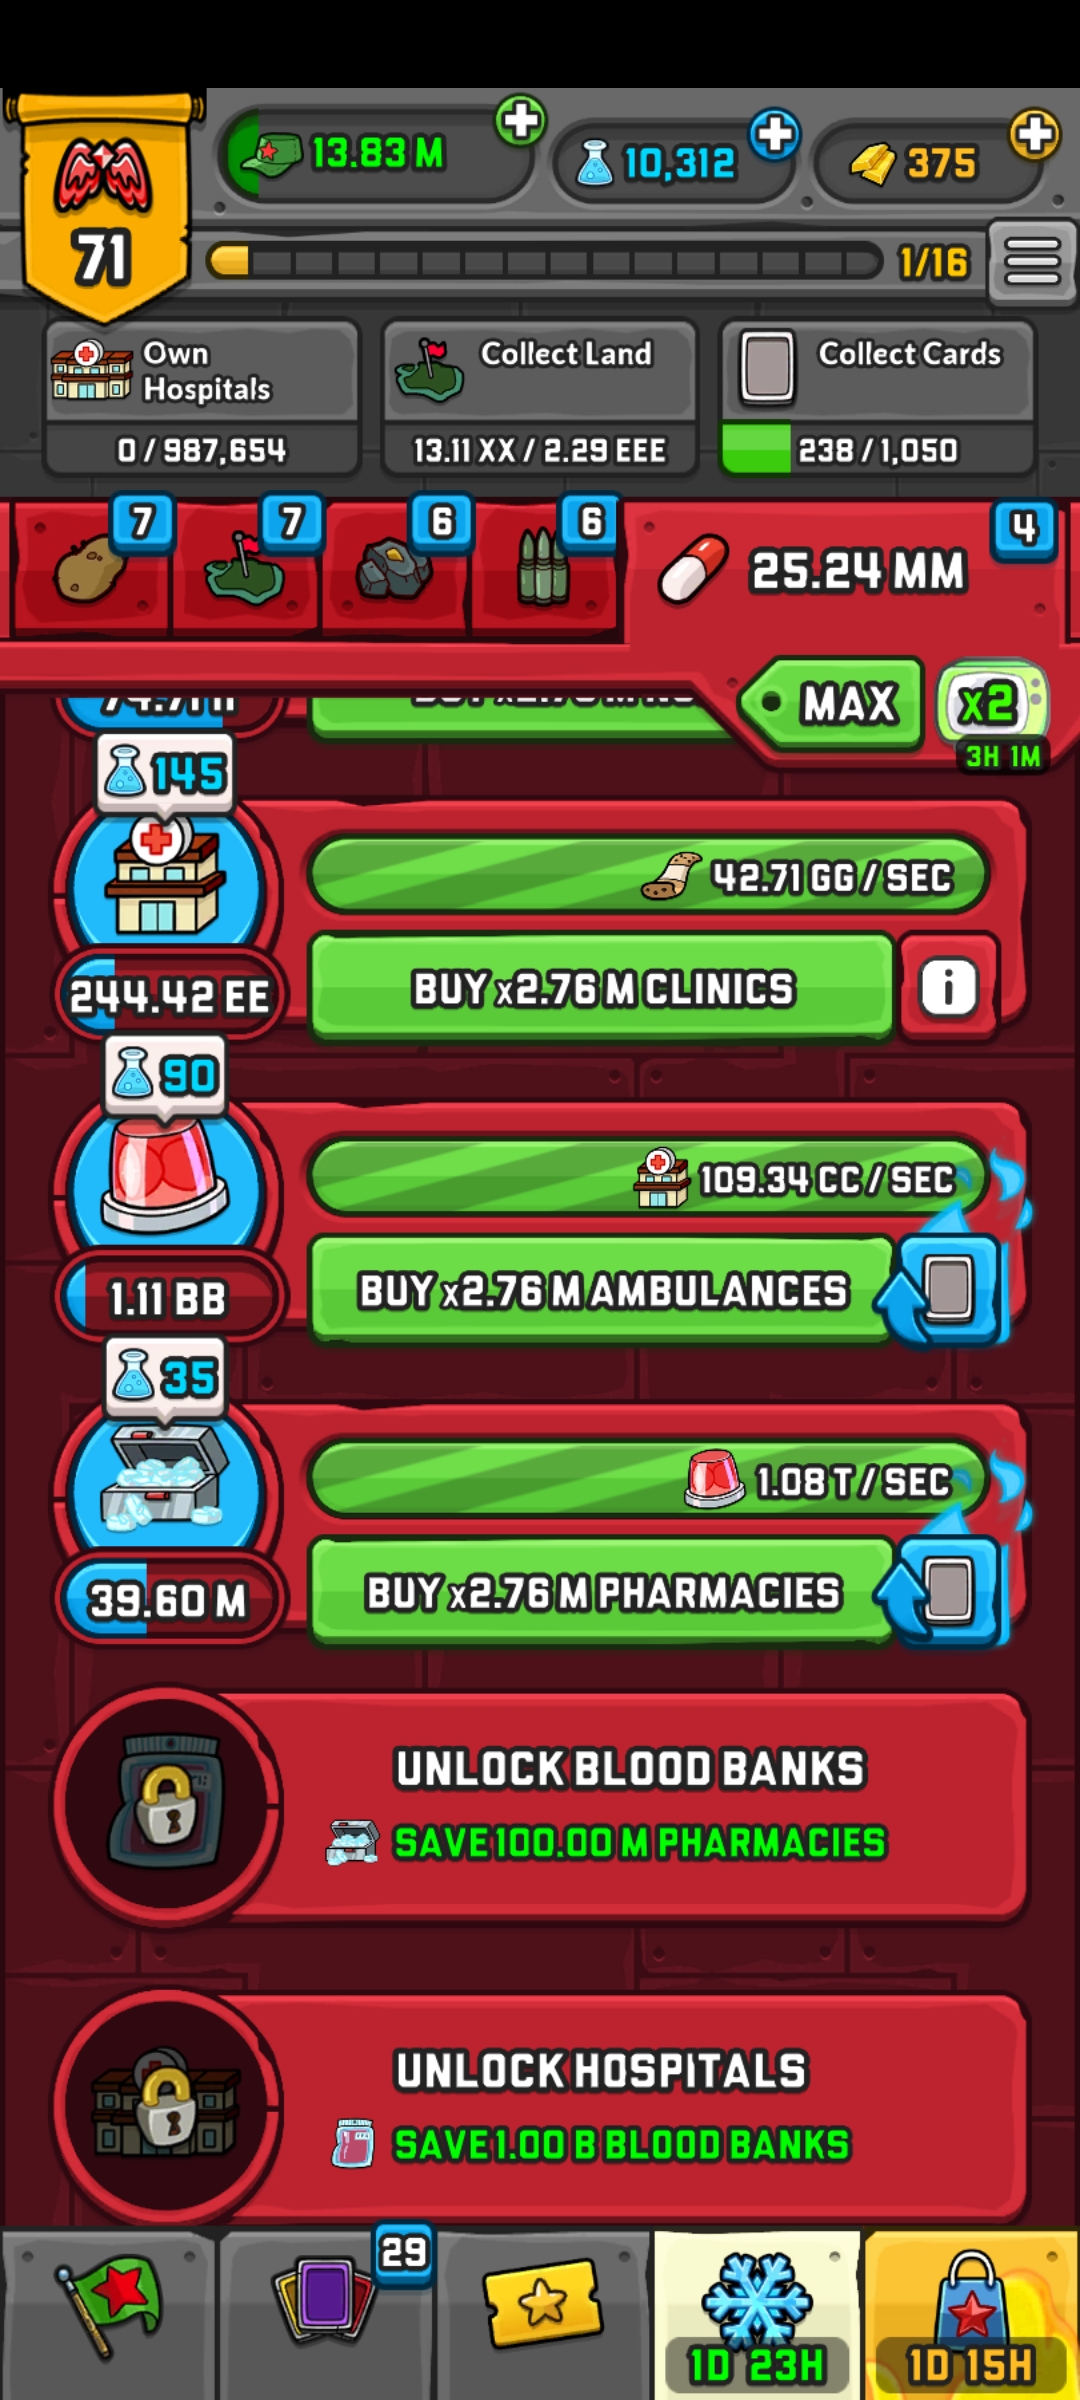 13.83 M
10,312
375
71
1/16
Own
Hospitals
Collect Land
Collect Cards
0 / 987,654
13.11 XX / 2.29 EEE
238 / 1,050
7
7
6
6
25.24 MM
4
MAX
x2
3H 1M
145
42.71 GG / SEC
244.42 EE
BUY x2.76 M CLINICS
i
90
109.34 CC / SEC
1.11 BB
BUY x2.76 M AMBULANCES
35
1.08 T / SEC
39.60 M
BUY x2.76 M PHARMACIES
UNLOCK BLOOD BANKS
SAVE 100.00 M PHARMACIES
UNLOCK HOSPITALS
SAVE 1.00 B BLOOD BANKS
29
1D 23H
1D 15H